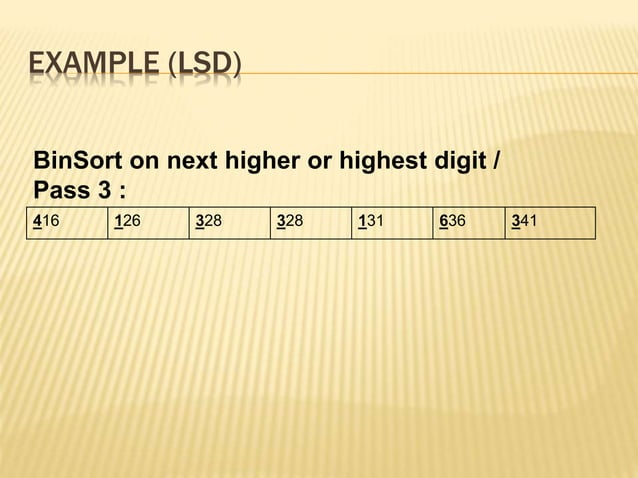 EXAMPLE (LSD)
BinSort on next higher or highest digit /
Pass 3 :
416 126 328 328 131 636 341